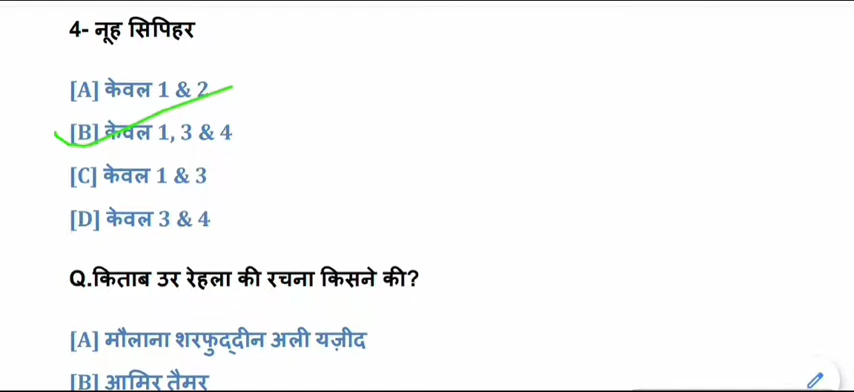 4- नूह सिपिहर
[A] केवल 1 & 2
[B] केवल 1, 3 & 4
[C] केवल 1 & 3
[D] केवल 3 & 4
Q.किताब उर रेहला की रचना किसने की?
[A] मौलाना शरफुद्दीन अली यज़ीद
[B] आमिर तैमर